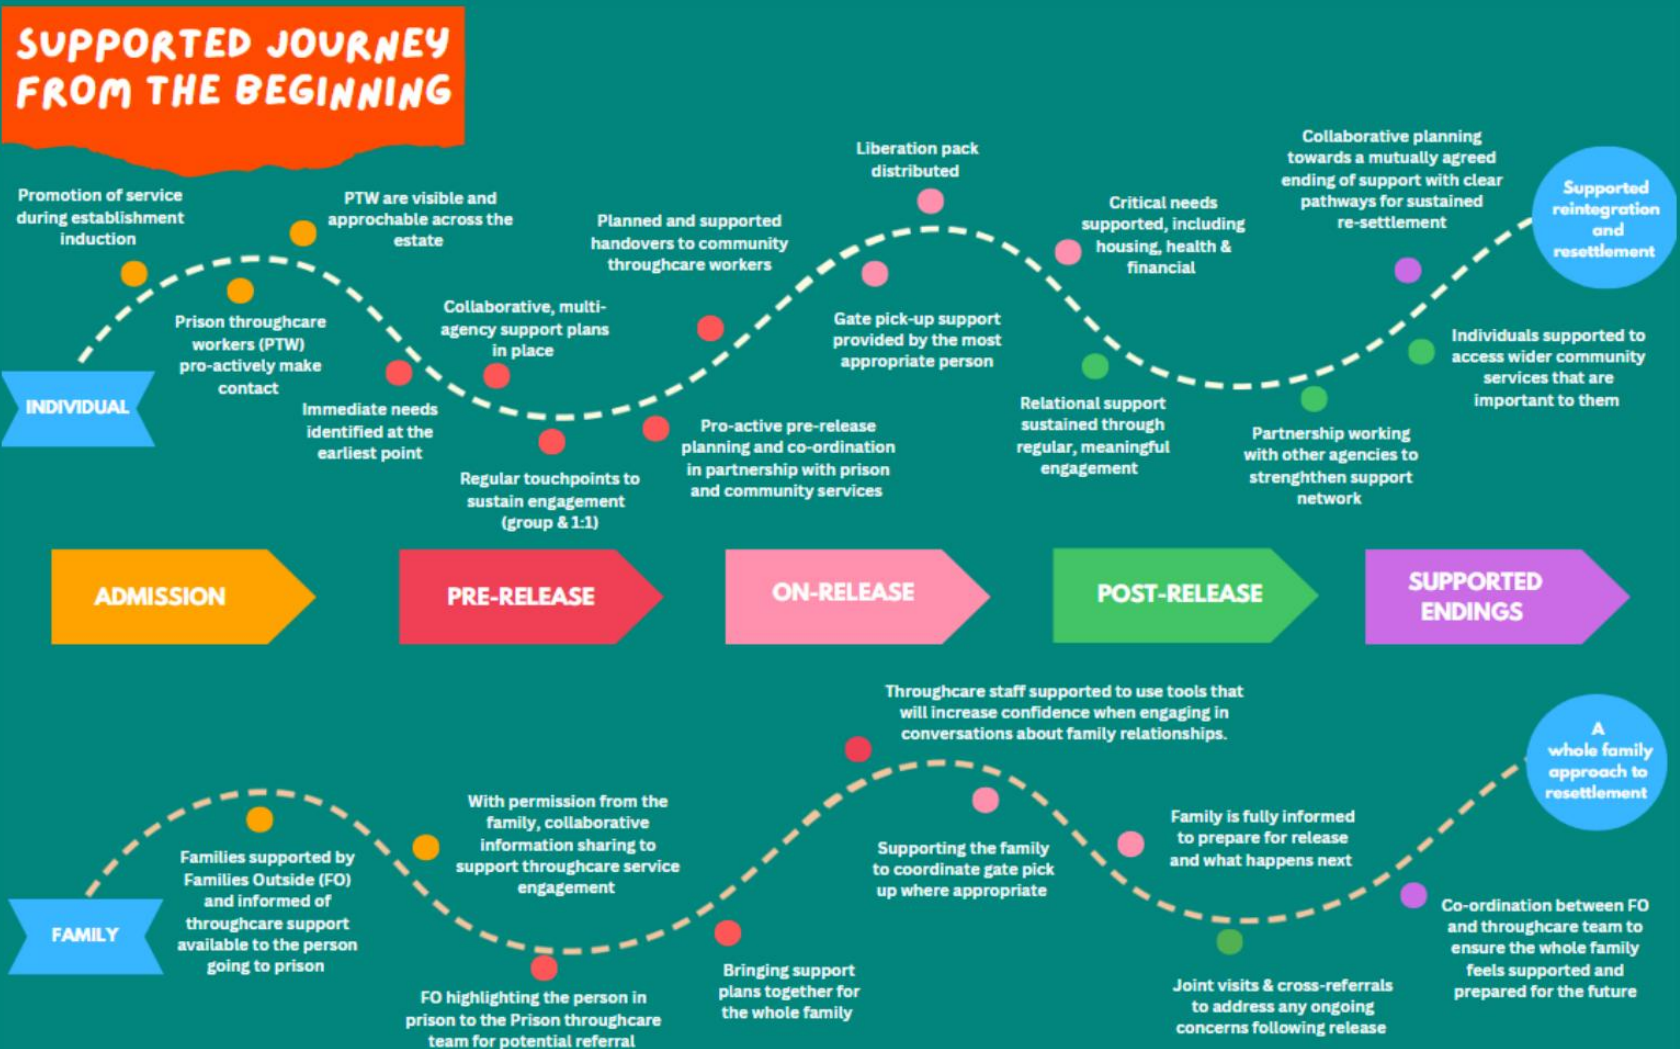 SUPPORTED JOURNEY
FROM THE BEGINNING
Promotion of service
during establishment
induction
PTW are visible and
approchable across the
estate
Prison throughcare
workers (PTW)
pro-actively make
contact
INDIVIDUAL
Immediate needs
identified at the
earliest point
Collaborative, multi-
agency support plans
in place
Regular touchpoints to
sustain engagement
(group & 1:1)
Planned and supported
handovers to community
throughcare workers
Pro-active pre-release
planning and co-ordination
in partnership with prison
and community services
Liberation pack
distributed
Gate pick-up support
provided by the most
appropriate person
Critical needs
supported, including
housing, health &
financial
Relational support
sustained through
regular, meaningful
engagement
Partnership working
with other agencies to
strenghthen support
network
Individuals supported to
access wider community
services that are
important to them
Collaborative planning
towards a mutually agreed
ending of support with clear
pathways for sustained
re-settlement
Supported
reintegration
and
resettlement
ADMISSION
PRE-RELEASE
ON-RELEASE
POST-RELEASE
SUPPORTED
ENDINGS
FAMILY
Families supported by
Families Outside (FO)
and informed of
throughcare support
available to the person
going to prison
With permission from the
family, collaborative
information sharing to
support throughcare service
engagement
FO highlighting the person in
prison to the Prison throughcare
team for potential referral
Bringing support
plans together for
the whole family
Throughcare staff supported to use tools that
will increase confidence when engaging in
conversations about family relationships.
Supporting the family
to coordinate gate pick
up where appropriate
Family is fully informed
to prepare for release
and what happens next
Joint visits & cross-referrals
to address any ongoing
concerns following release
Co-ordination between FO
and throughcare team to
ensure the whole family
feels supported and
prepared for the future
A
whole family
approach to
resettlement